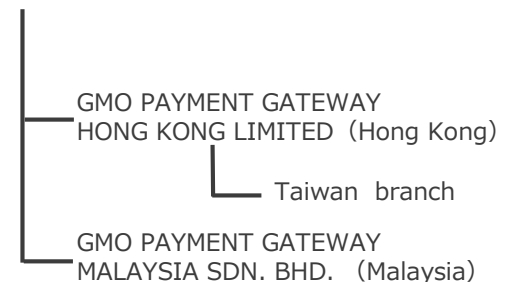 GMO PAYMENT GATEWAY
HONG KONG LIMITED（Hong Kong）
Taiwan branch
GMO PAYMENT GATEWAY
MALAYSIA SDN. BHD. （Malaysia）